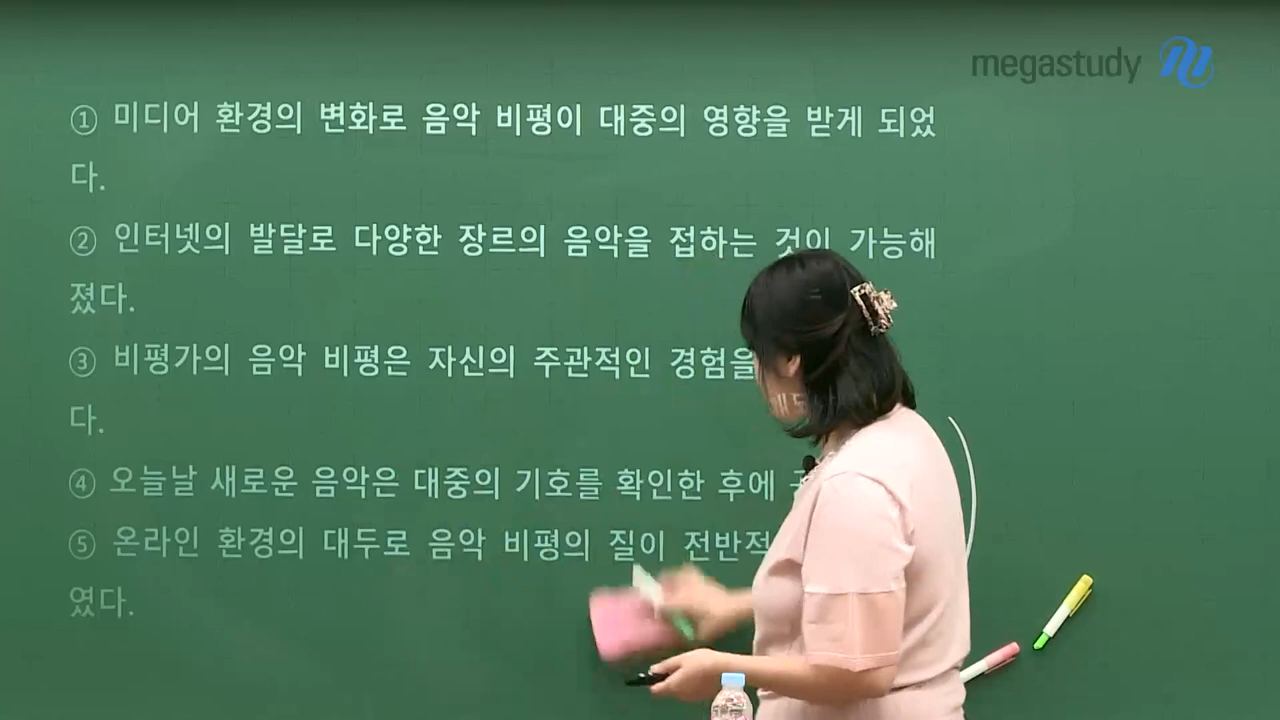 megastudy
① 미디어 환경의 변화로 음악 비평이 대중의 영향을 받게 되었
다.
② 인터넷의 발달로 다양한 장르의 음악을 접하는 것이 가능해
졌다.
③ 비평가의 음악 비평은 자신의 주관적인 경험을
다.
④ 오늘날 새로운 음악은 대중의 기호를 확인한 후에
⑤ 온라인 환경의 대두로 음악 비평의 질이 전반적
였다.